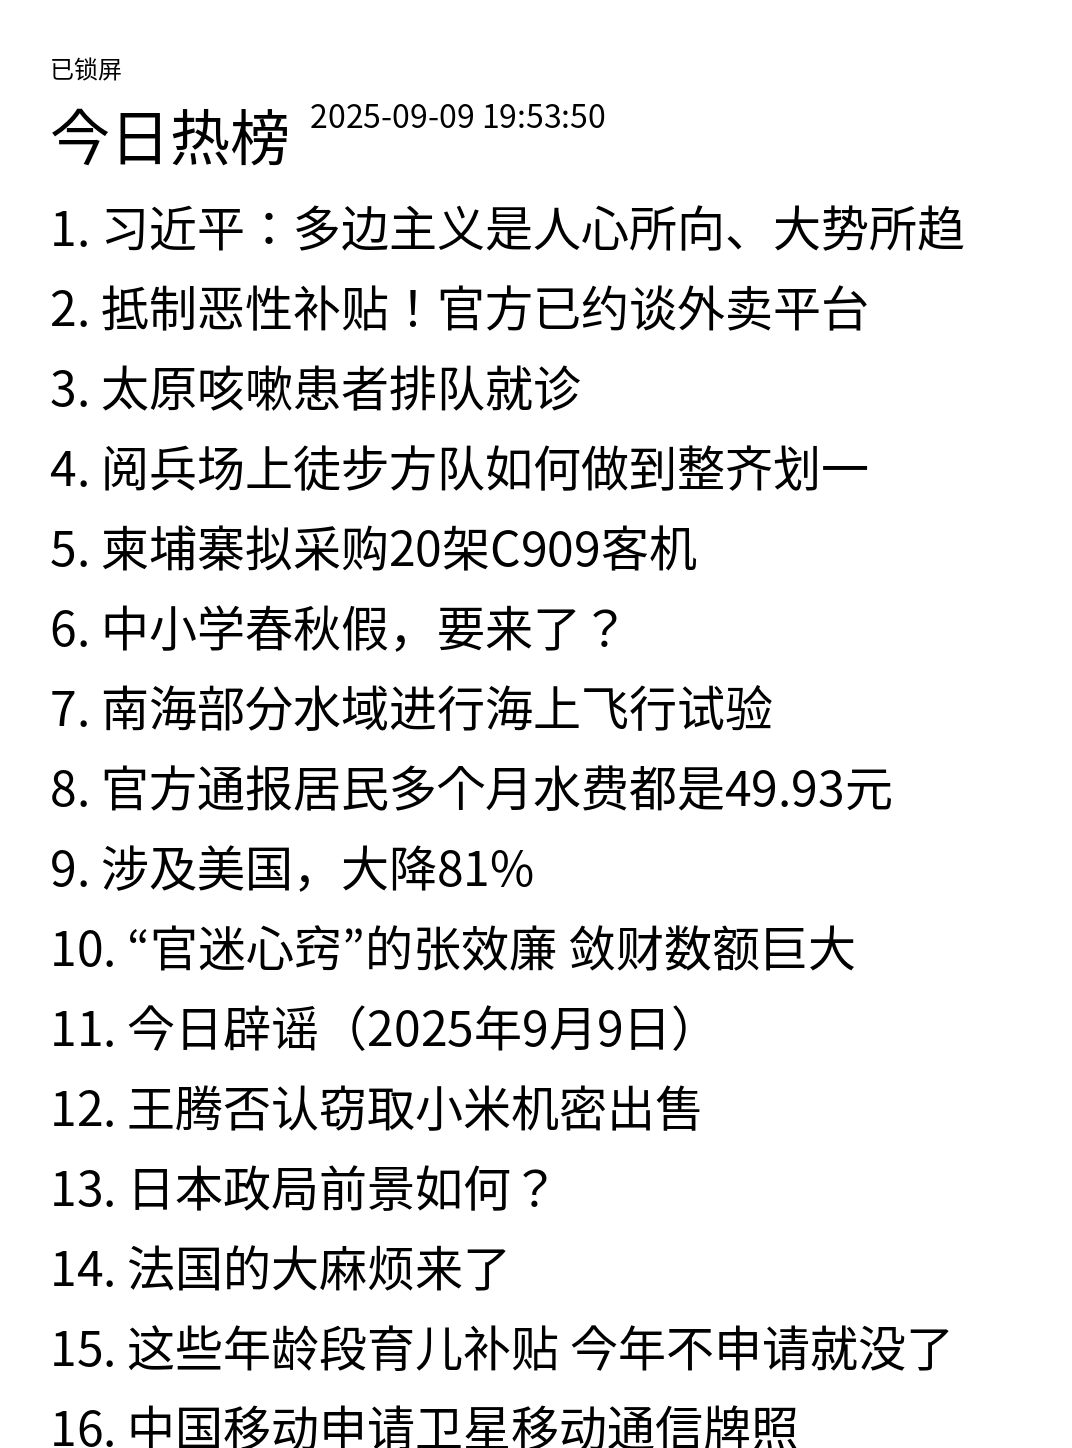 已锁屏
今日热榜 2025-09-09 19:53:50
1. 习近平：多边主义是人心所向、大势所趋
2. 抵制恶性补贴！官方已约谈外卖平台
3. 太原咳嗽患者排队就诊
4. 阅兵场上徒步方队如何做到整齐划一
5. 柬埔寨拟采购20架C909客机
6. 中小学春秋假，要来了？
7. 南海部分水域进行海上飞行试验
8. 官方通报居民多个月水费都是49.93元
9. 涉及美国，大降81%
10. “官迷心窍”的张效廉 敛财数额巨大
11. 今日辟谣（2025年9月9日）
12. 王腾否认窃取小米机密出售
13. 日本政局前景如何？
14. 法国的大麻烦来了
15. 这些年龄段育儿补贴 今年不申请就没了
16. 中国移动申请卫星移动通信牌照